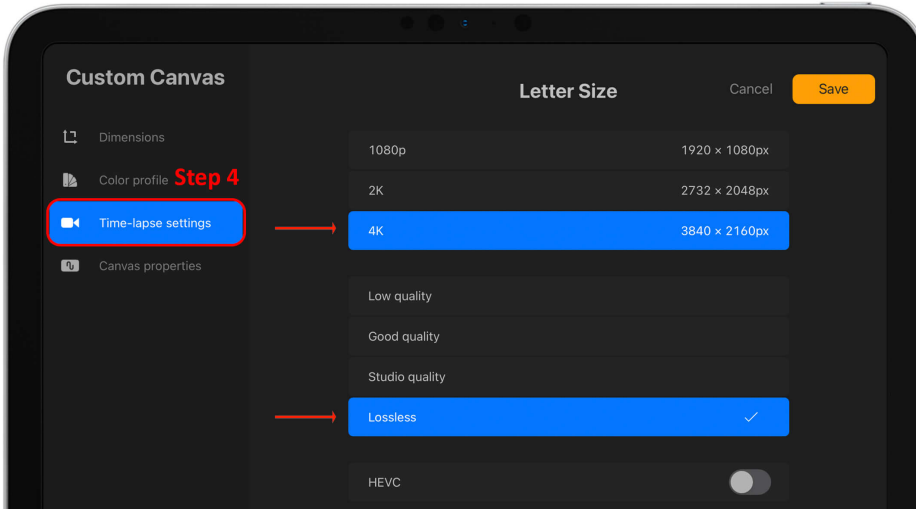 Custom Canvas
Letter Size
Cancel
Save
Dimensions
Color profile
Step 4
Time-lapse settings
Canvas properties
1080p 1920 × 1080px
2K 2732 × 2048px
4K 3840 × 2160px
Low quality
Good quality
Studio quality
Lossless
HEVC